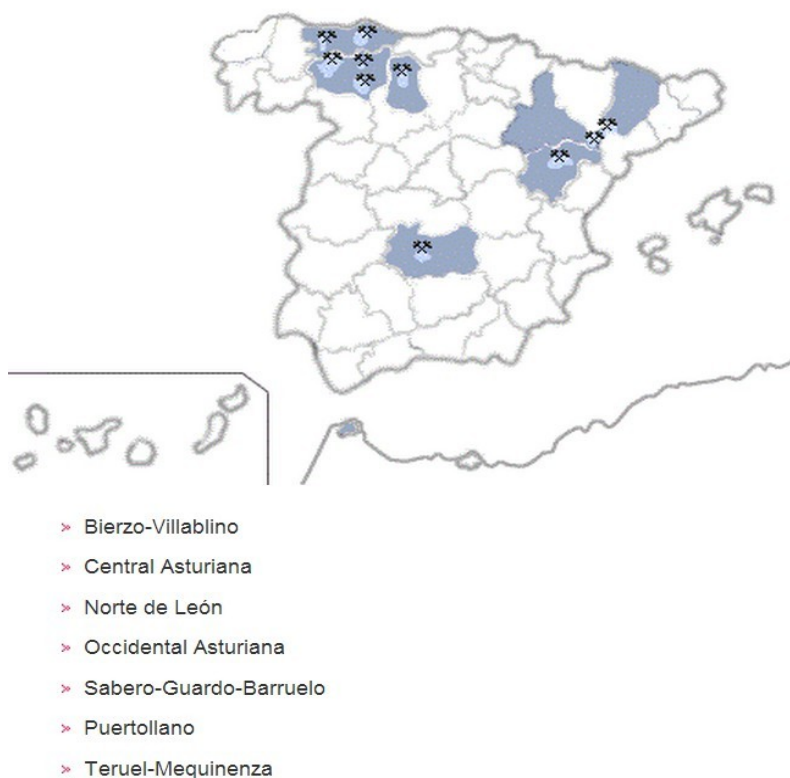 Bierzo-Villablino
Central Asturiana
Norte de León
Occidental Asturiana
Sabero-Guardo-Barruelo
Puertollano
Teruel-Mequinenza